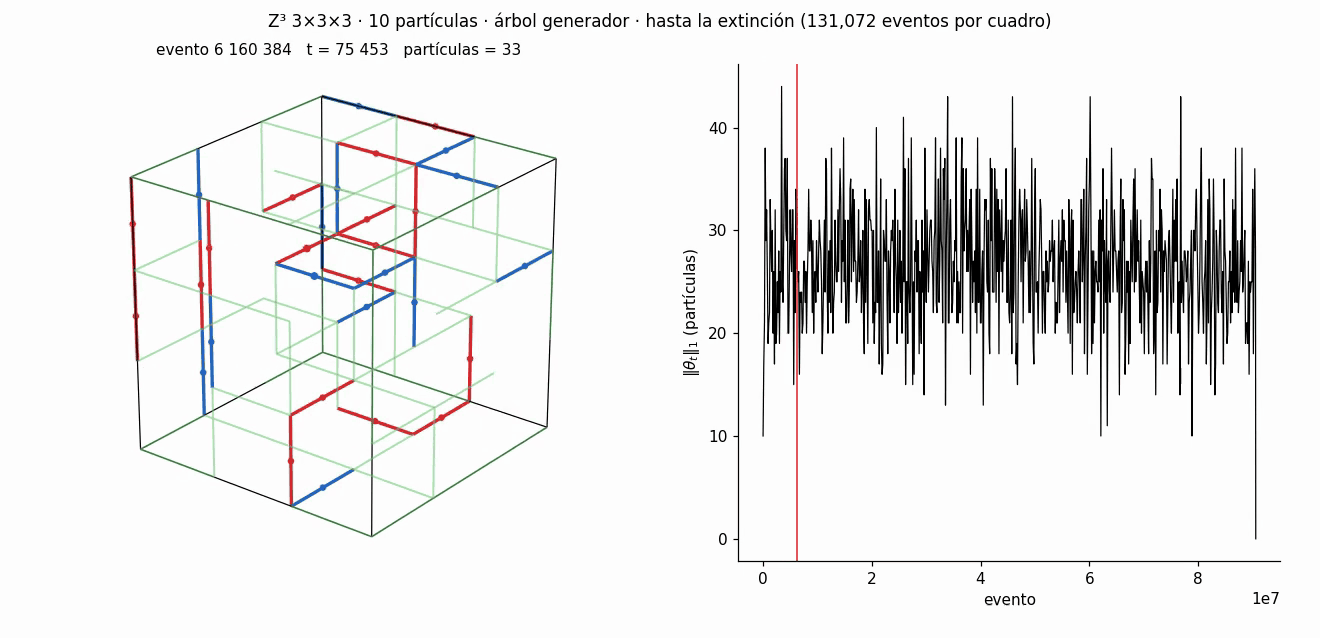 Z³ 3×3×3 · 10 partículas · árbol generador · hasta la extinción (131,072 eventos por cuadro)
evento 6 160 384   t = 75 453   partículas = 33
‖θₜ‖₁ (partículas)
40
30
20
10
0
0 2 4 6 8
evento
1e7